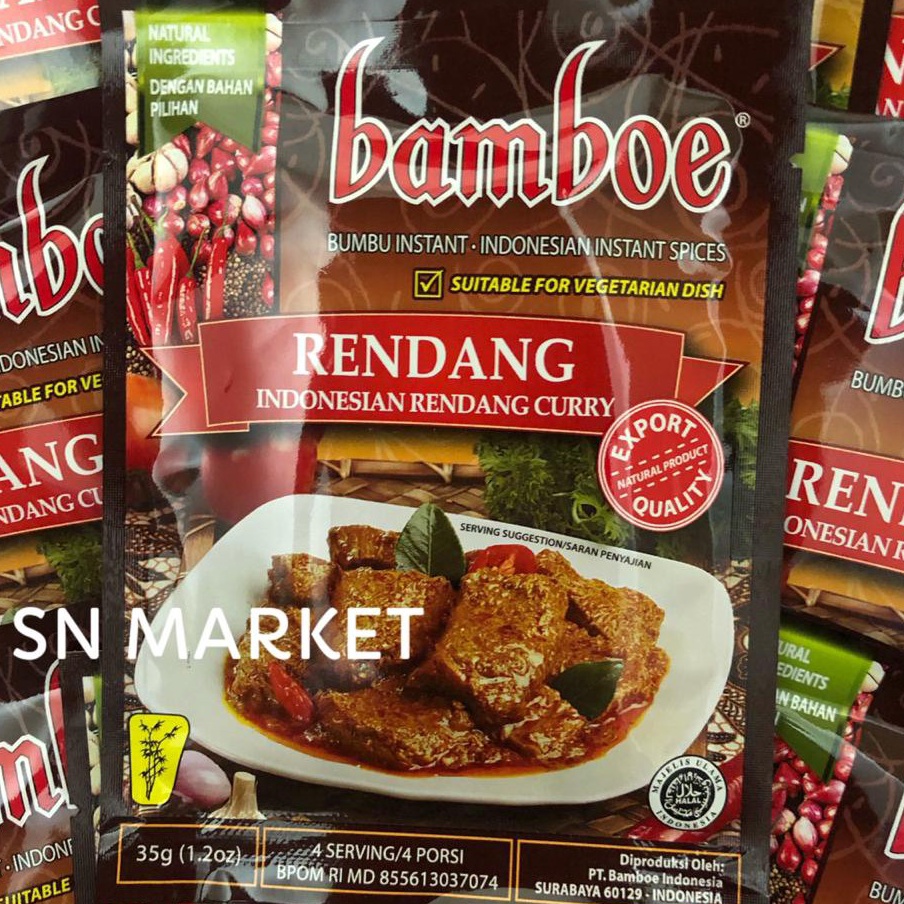 NATURAL
INGREDIENTS
DENGAN BAHAN
PILIHAN
bamboe®
BUMBU INSTANT · INDONESIAN INSTANT SPICES
SUITABLE FOR VEGETARIAN DISH
RENDANG
INDONESIAN RENDANG CURRY
EXPORT
NATURAL PRODUCT
QUALITY
SERVING SUGGESTION/SARAN PENYAJIAN
SN MARKET
MAJELIS ULAMA
حلال
HALAL
INDONESIA
35g (1.2oz)
4 SERVING/4 PORSI
BPOM RI MD 855613037074
Diproduksi Oleh:
PT. Bamboe Indonesia
SURABAYA 60129 - INDONESIA